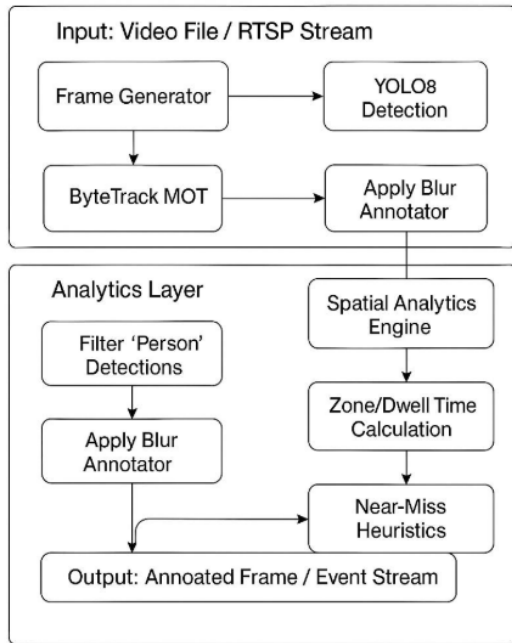 Input: Video File / RTSP Stream
Frame Generator
YOLO8
Detection
ByteTrack MOT
Apply Blur
Annotator
Analytics Layer
Spatial Analytics
Engine
Filter ‘Person’
Detections
Zone/Dwell Time
Calculation
Apply Blur
Annotator
Near-Miss
Heuristics
Output: Annoated Frame / Event Stream